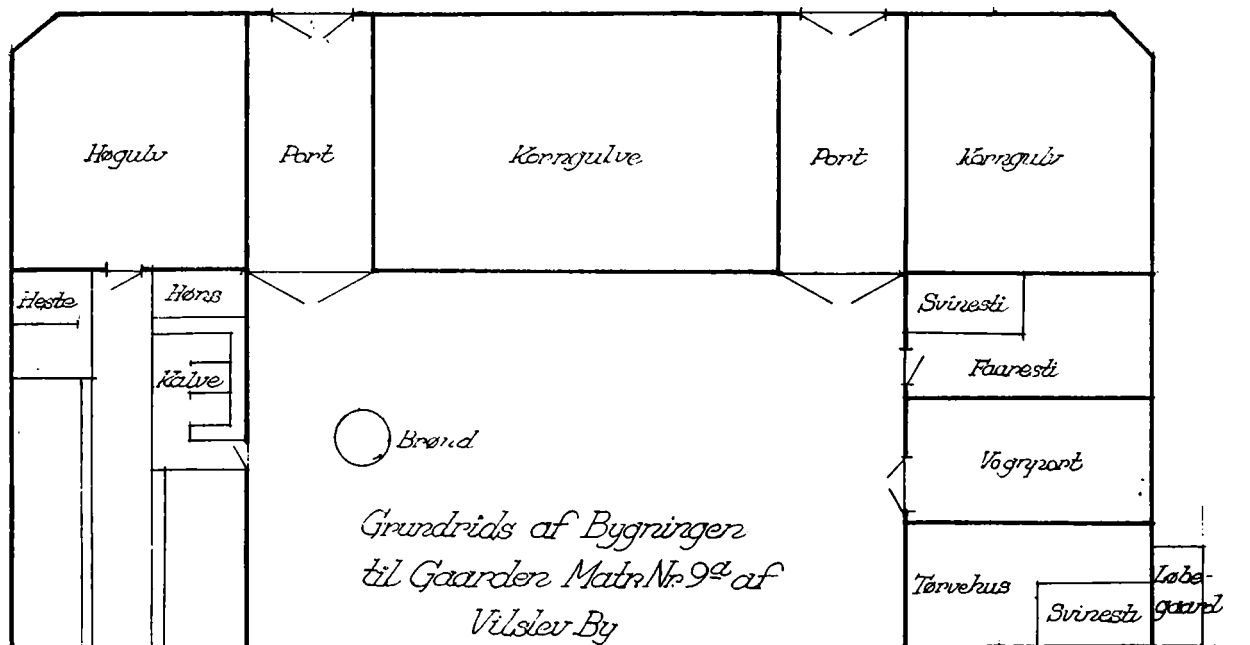 Høgulv
Port
Korngulve
Port
Korngulv
Heste
Høns
Svinesti
Kalve
Faaresti
Brønd
Vognport
Grundrids af Bygningen
til Gaarden Matr. Nr. 9ª af
Vilslev By
Tørvehus
Svinesti
Løbe-
gaard